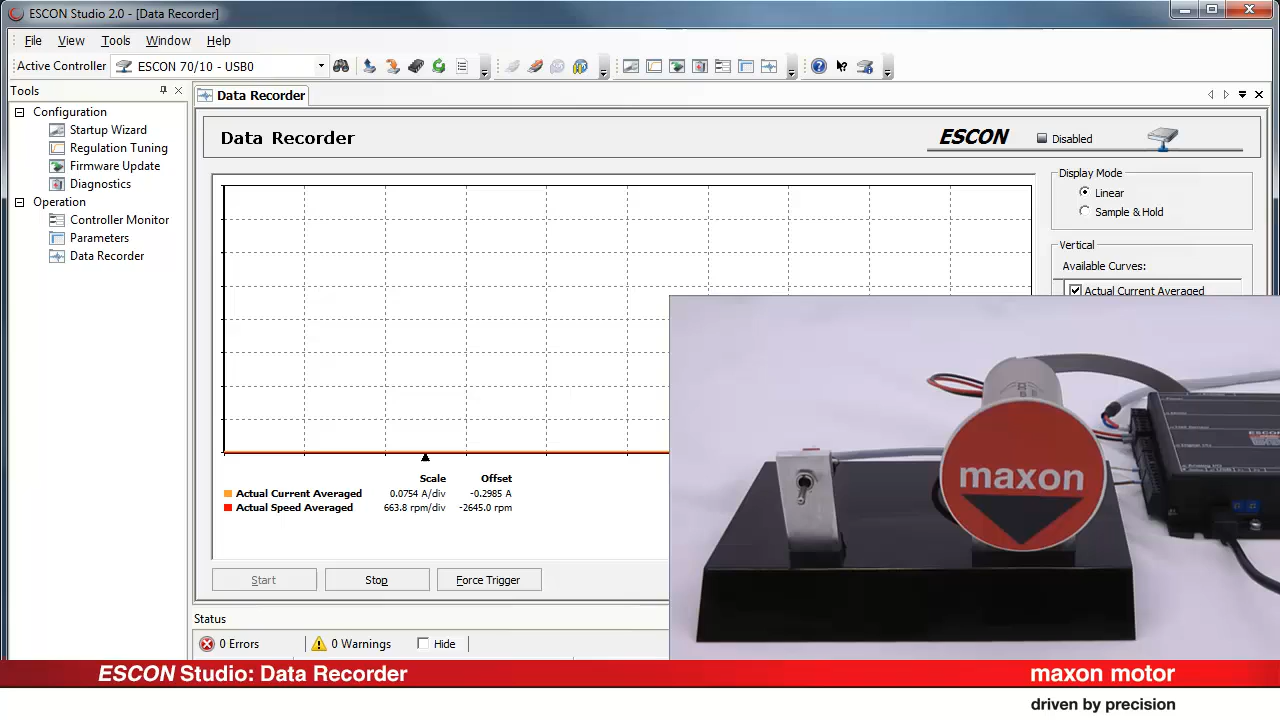 ESCON Studio 2.0 - [Data Recorder]
File View Tools Window Help
Active Controller ESCON 70/10 - USB0
Tools
Data Recorder
Configuration
Startup Wizard
Regulation Tuning
Firmware Update
Diagnostics
Operation
Controller Monitor
Parameters
Data Recorder
Data Recorder
ESCON Disabled
Display Mode
Linear
Sample & Hold
Vertical
Available Curves:
Actual Current Averaged
Scale Offset
Actual Current Averaged 0.0754 A/div -0.2985 A
Actual Speed Averaged 663.8 rpm/div -2645.0 rpm
Start Stop Force Trigger
Status
0 Errors 0 Warnings Hide
maxon
ESCON
ESCON Studio: Data Recorder
maxon motor
driven by precision